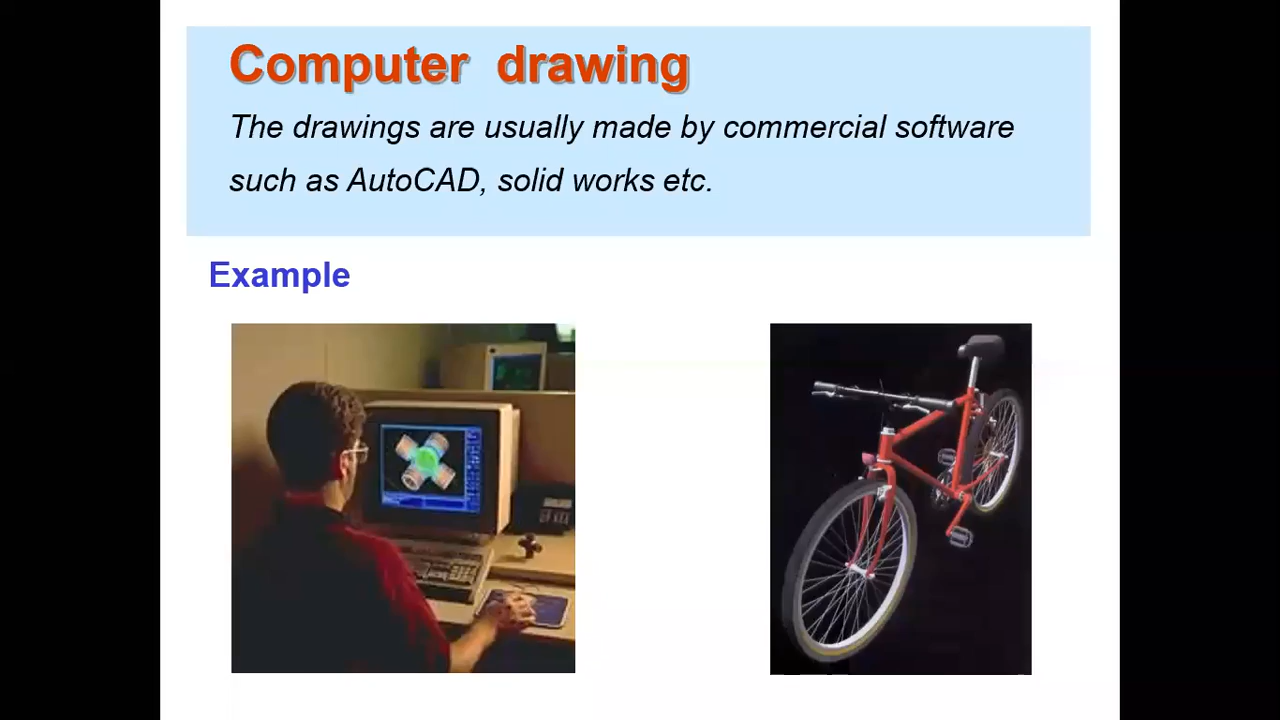 Computer drawing
The drawings are usually made by commercial software
such as AutoCAD, solid works etc.
Example